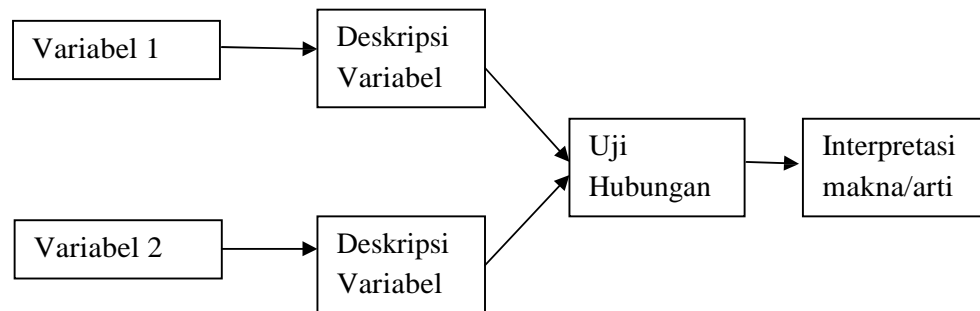 Variabel 1
Deskripsi
Variabel
Variabel 2
Deskripsi
Variabel
Uji
Hubungan
Interpretasi
makna/arti